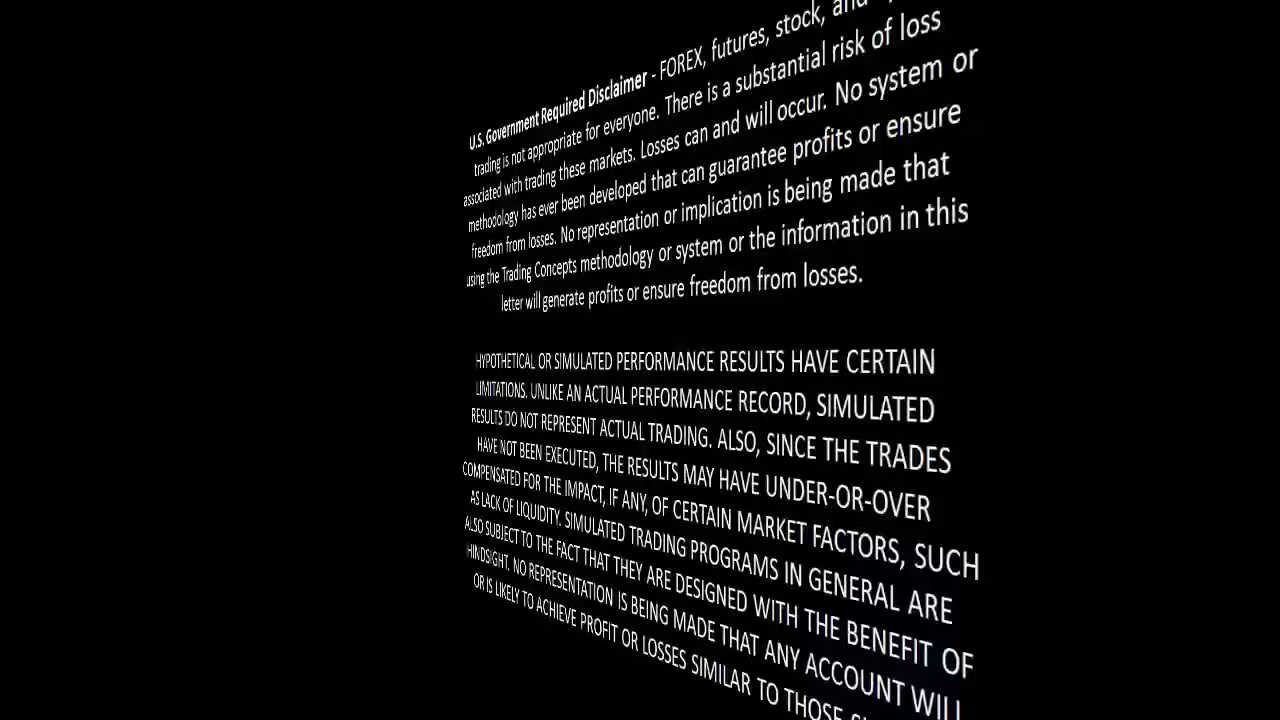 U.S. Government Required Disclaimer - FOREX, futures, stock, and
trading is not appropriate for everyone. There is a substantial risk of loss
associated with trading these markets. Losses can and will occur. No system or
methodology has ever been developed that can guarantee profits or ensure
freedom from losses. No representation or implication is being made that
using the Trading Concepts methodology or system or the information in this
letter will generate profits or ensure freedom from losses.
HYPOTHETICAL OR SIMULATED PERFORMANCE RESULTS HAVE CERTAIN
LIMITATIONS. UNLIKE AN ACTUAL PERFORMANCE RECORD, SIMULATED
RESULTS DO NOT REPRESENT ACTUAL TRADING. ALSO, SINCE THE TRADES
HAVE NOT BEEN EXECUTED, THE RESULTS MAY HAVE UNDER-OR-OVER
COMPENSATED FOR THE IMPACT, IF ANY, OF CERTAIN MARKET FACTORS, SUCH
AS LACK OF LIQUIDITY. SIMULATED TRADING PROGRAMS IN GENERAL ARE
ALSO SUBJECT TO THE FACT THAT THEY ARE DESIGNED WITH THE BENEFIT OF
HINDSIGHT. NO REPRESENTATION IS BEING MADE THAT ANY ACCOUNT WILL
OR IS LIKELY TO ACHIEVE PROFIT OR LOSSES SIMILAR TO THOSE